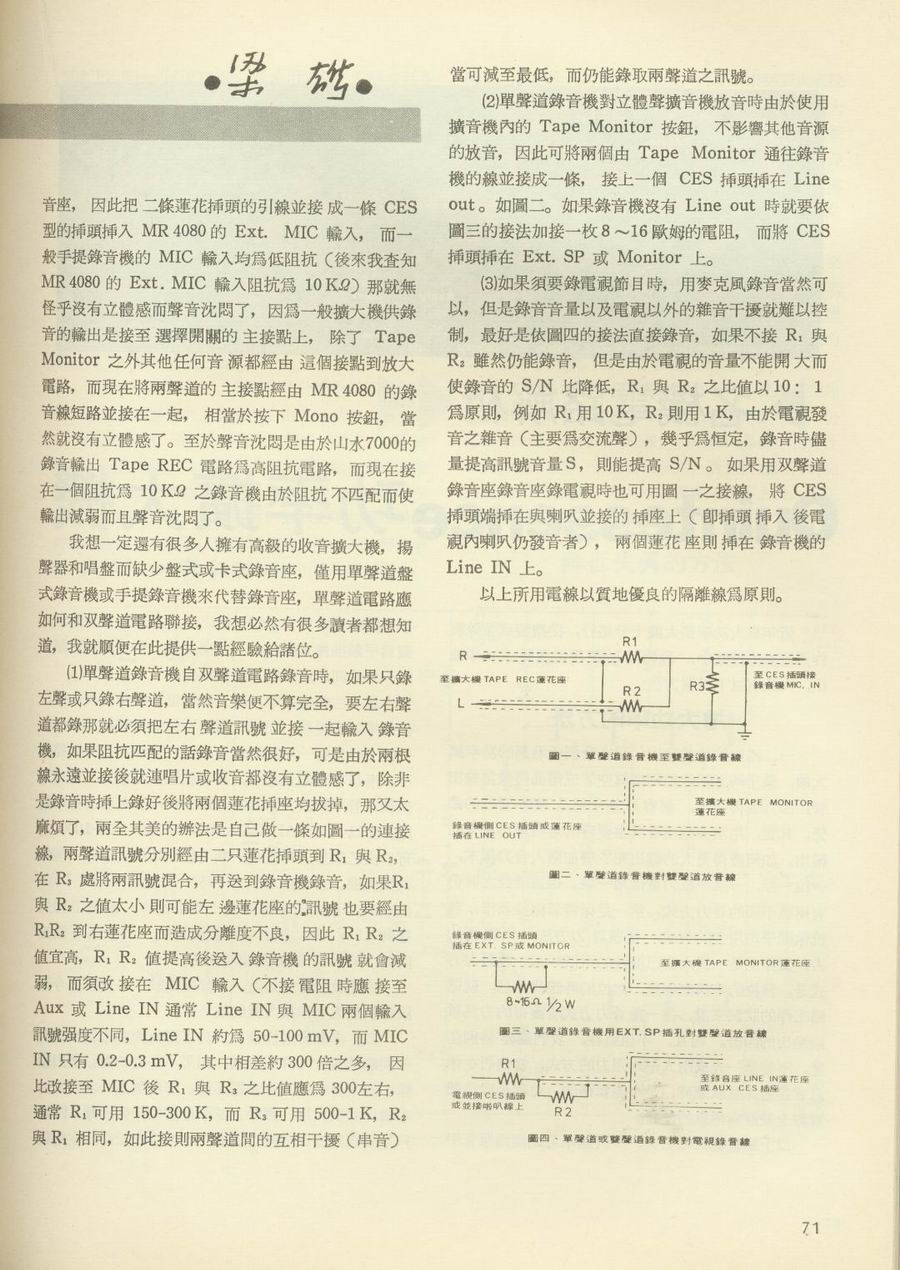 •梁 •
音座，因此把二條蓮花揷頭的引線並接成一條 CES
型的揷頭揷入 MR 4080 的 Ext. MIC 輸入，而一
般手提錄音機的 MIC 輸入均爲低阻抗（後來我查知
MR 4080 的 Ext. MIC 輸入阻抗爲 10 KΩ）那就無
怪乎沒有立體感而聲音沈悶了，因爲一般擴大機供錄
音的輸出是接至選擇開關的主接點上，除了 Tape
Monitor 之外其他任何音源都經由這個接點到放大
電路，而現在將兩聲道的主接點經由 MR 4080 的錄
音線短路並接在一起，相當於按下 Mono 按鈕，當
然就沒有立體感了。至於聲音沈悶是由於山水7000的
錄音輸出 Tape REC 電路爲高阻抗電路，而現在接
在一個阻抗爲 10 KΩ 之錄音機由於阻抗不匹配而使
輸出減弱而且聲音沈悶了。
我想一定還有很多人擁有高級的收音擴大機，揚
聲器和唱盤而缺少盤式或卡式錄音座，僅用單聲道盤
式錄音機或手提錄音機來代替錄音座，單聲道電路應
如何和双聲道電路聯接，我想必然有很多讀者都想知
道，我就順便在此提供一點經驗給諸位。
(1)單聲道錄音機自双聲道電路錄音時，如果只錄
左聲或只錄右聲道，當然音樂便不算完全，要左右聲
道都錄那就必須把左右聲道訊號並接一起輸入錄音
機，如果阻抗匹配的話錄音當然很好，可是由於兩根
線永遠並接後就連唱片或收音都沒有立體感了，除非
是錄音時揷上錄好後將兩個蓮花揷座均拔掉，那又太
麻煩了，兩全其美的辦法是自己做一條如圖一的連接
線，兩聲道訊號分別經由二只蓮花揷頭到 R₁ 與 R₂，
在 R₃ 處將兩訊號混合，再送到錄音機錄音，如果R₁
與 R₂ 之值太小則可能左邊蓮花座的訊號也要經由
R₁R₂ 到右蓮花座而造成分離度不良，因此 R₁ R₂ 之
值宜高，R₁ R₂ 值提高後送入錄音機的訊號就會減
弱，而須改接在 MIC 輸入（不接電阻時應接至
Aux 或 Line IN 通常 Line IN 與 MIC 兩個輸入
訊號强度不同，Line IN 約爲 50-100 mV，而 MIC
IN 只有 0.2-0.3 mV，其中相差約 300 倍之多，因
此改接至 MIC 後 R₁ 與 R₃ 之比值應爲 300左右，
通常 R₁ 可用 150-300 K，而 R₃ 可用 500-1 K，R₂
與 R₁ 相同，如此接則兩聲道間的互相干擾（串音）
當可減至最低，而仍能錄取兩聲道之訊號。
(2)單聲道錄音機對立體聲擴音機放音時由於使用
擴音機內的 Tape Monitor 按鈕，不影響其他音源
的放音，因此可將兩個由 Tape Monitor 通往錄音
機的線並接成一條，接上一個 CES 揷頭揷在 Line
out。如圖二。如果錄音機沒有 Line out 時就要依
圖三的接法加接一枚 8～16 歐姆的電阻，而將 CES
揷頭揷在 Ext. SP 或 Monitor 上。
(3)如果須要錄電視節目時，用麥克風錄音當然可
以，但是錄音音量以及電視以外的雜音干擾就難以控
制，最好是依圖四的接法直接錄音，如果不接 R₁ 與
R₂ 雖然仍能錄音，但是由於電視的音量不能開大而
使錄音的 S/N 比降低，R₁ 與 R₂ 之比值以 10：1
爲原則，例如 R₁ 用 10 K，R₂ 則用 1 K，由於電視發
音之雜音（主要爲交流聲），幾乎爲恒定，錄音時儘
量提高訊號音量 S，則能提高 S/N。如果用双聲道
錄音座錄音座錄電視時也可用圖一之接線，將 CES
揷頭端揷在與喇叭並接的揷座上（卽揷頭揷入後電
視內喇叭仍發音者），兩個蓮花座則揷在錄音機的
Line IN 上。
以上所用電線以質地優良的隔離線爲原則。
R1
R
至擴大機 TAPE REC蓮花座
R2
R3
至CES插頭接
錄音機MIC, IN
L
圖一、單聲道錄音機至雙聲道錄音線
至擴大機 TAPE MONITOR
蓮花座
錄音機側CES插頭或蓮花座
插在LINE OUT
圖二、單聲道錄音機對雙聲道放音線
錄音機側CES插頭
插在EXT. SP或MONITOR
至擴大機TAPE MONITOR蓮花座
8~16Ω 1/2 W
圖三、單聲道錄音機用EXT. SP插孔對雙聲道放音線
R1
至錄音座LINE IN蓮花座
或AUX CES插座
電視側CES插頭
或並接喇叭線上
R2
圖四、單聲道或雙聲道錄音機對電視錄音線
71